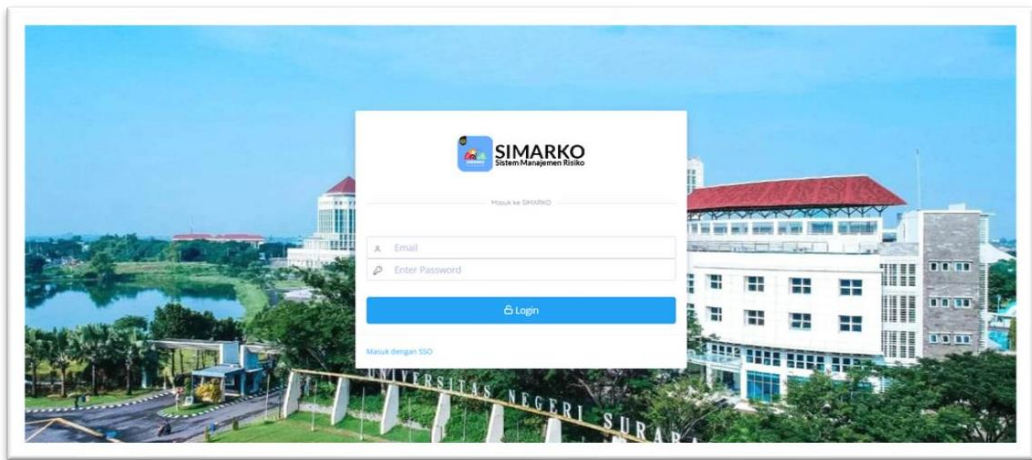 SIMARKO
Sistem Manajemen Risiko
Masuk ke SIMARKO
Email
Enter Password
Login
Masuk dengan SSO
UNIVERSITAS NEGERI SURABA